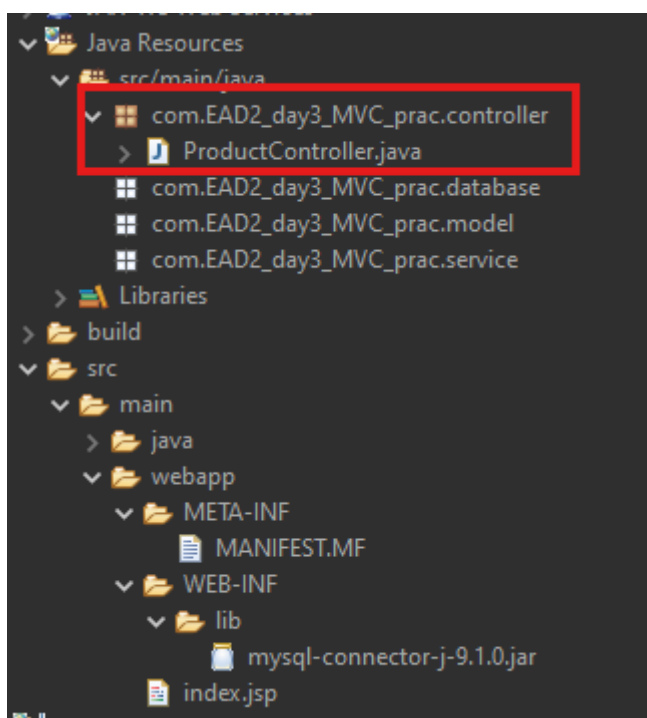 Java Resources
src/main/java
com.EAD2_day3_MVC_prac.controller
ProductController.java
com.EAD2_day3_MVC_prac.database
com.EAD2_day3_MVC_prac.model
com.EAD2_day3_MVC_prac.service
Libraries
build
src
main
java
webapp
META-INF
MANIFEST.MF
WEB-INF
lib
mysql-connector-j-9.1.0.jar
index.jsp